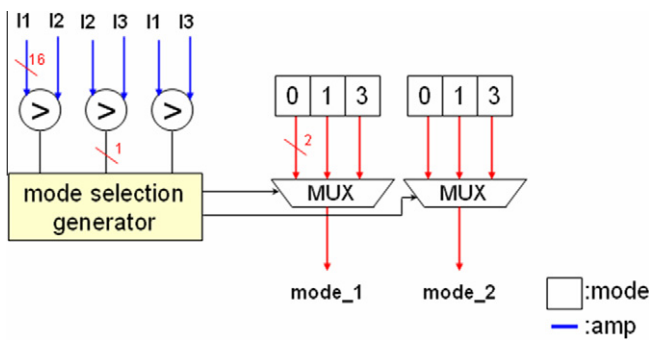 I1 I2 I2 I3 I1 I3
16
> > >
1
mode selection
generator
0 1 3
2
MUX
mode_1
0 1 3
MUX
mode_2
:mode
:amp